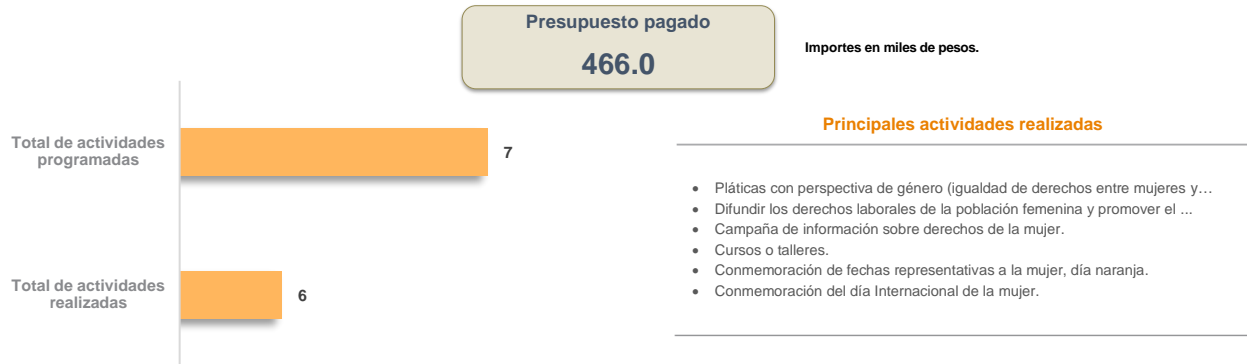 Presupuesto pagado
466.0
Importes en miles de pesos.
Total de actividades
programadas
7
Total de actividades
realizadas
6
Principales actividades realizadas
• Pláticas con perspectiva de género (igualdad de derechos entre mujeres y…
• Difundir los derechos laborales de la población femenina y promover el ...
• Campaña de información sobre derechos de la mujer.
• Cursos o talleres.
• Conmemoración de fechas representativas a la mujer, día naranja.
• Conmemoración del día Internacional de la mujer.